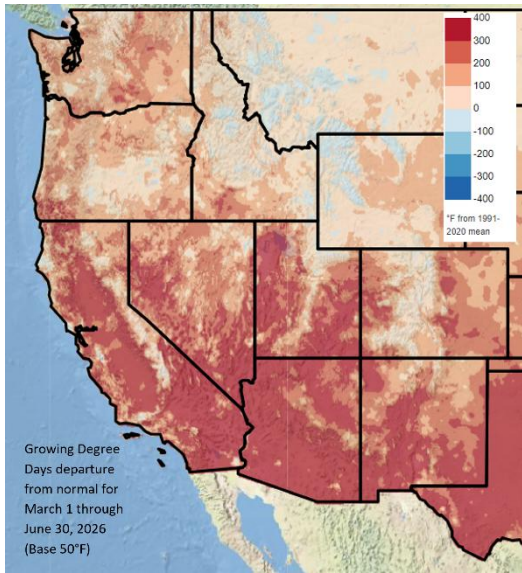 400
300
200
100
0
-100
-200
-300
-400
°F from 1991-
2020 mean
Growing Degree
Days departure
from normal for
March 1 through
June 30, 2026
(Base 50°F)